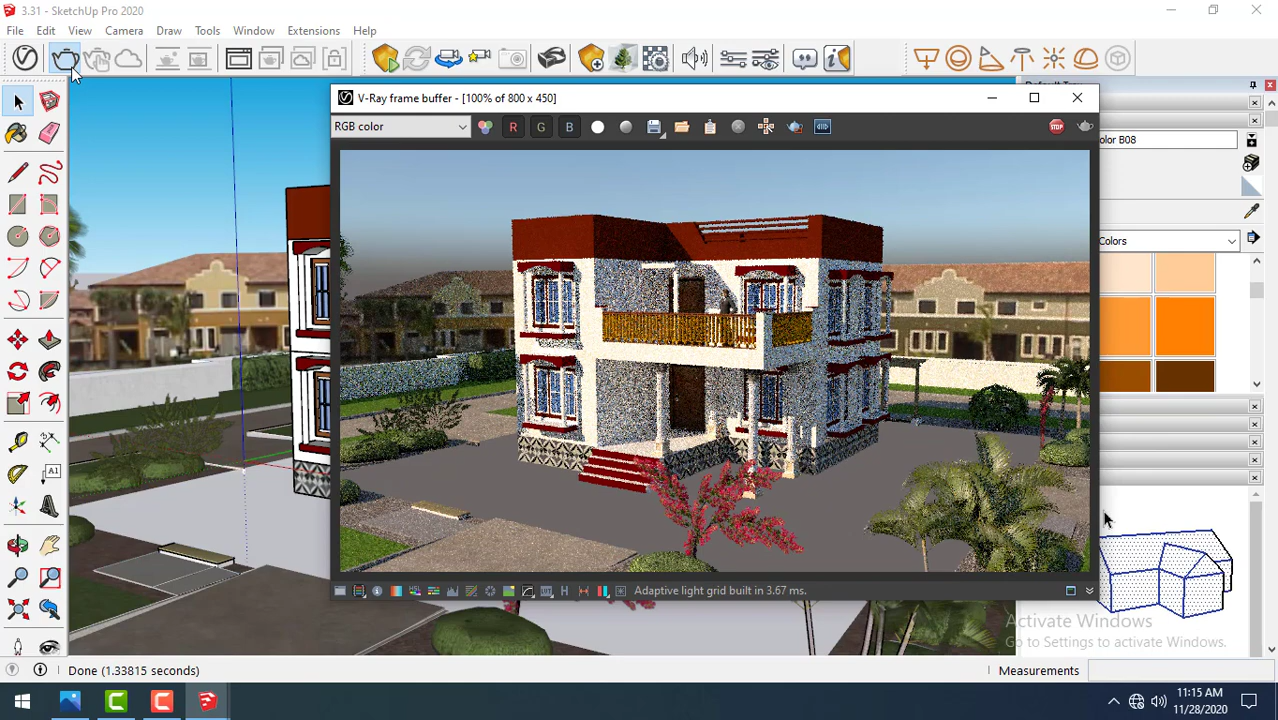 3.31 - SketchUp Pro 2020
File Edit View Camera Draw Tools Window Extensions Help
V-Ray frame buffer - [100% of 800 x 450]
RGB color
R G B
STOP
olor B08
Colors
A1
H
Adaptive light grid built in 3.67 ms.
Activate Windows
Go to Settings to activate Windows.
Done (1.33815 seconds)
Measurements
11:15 AM
11/28/2020